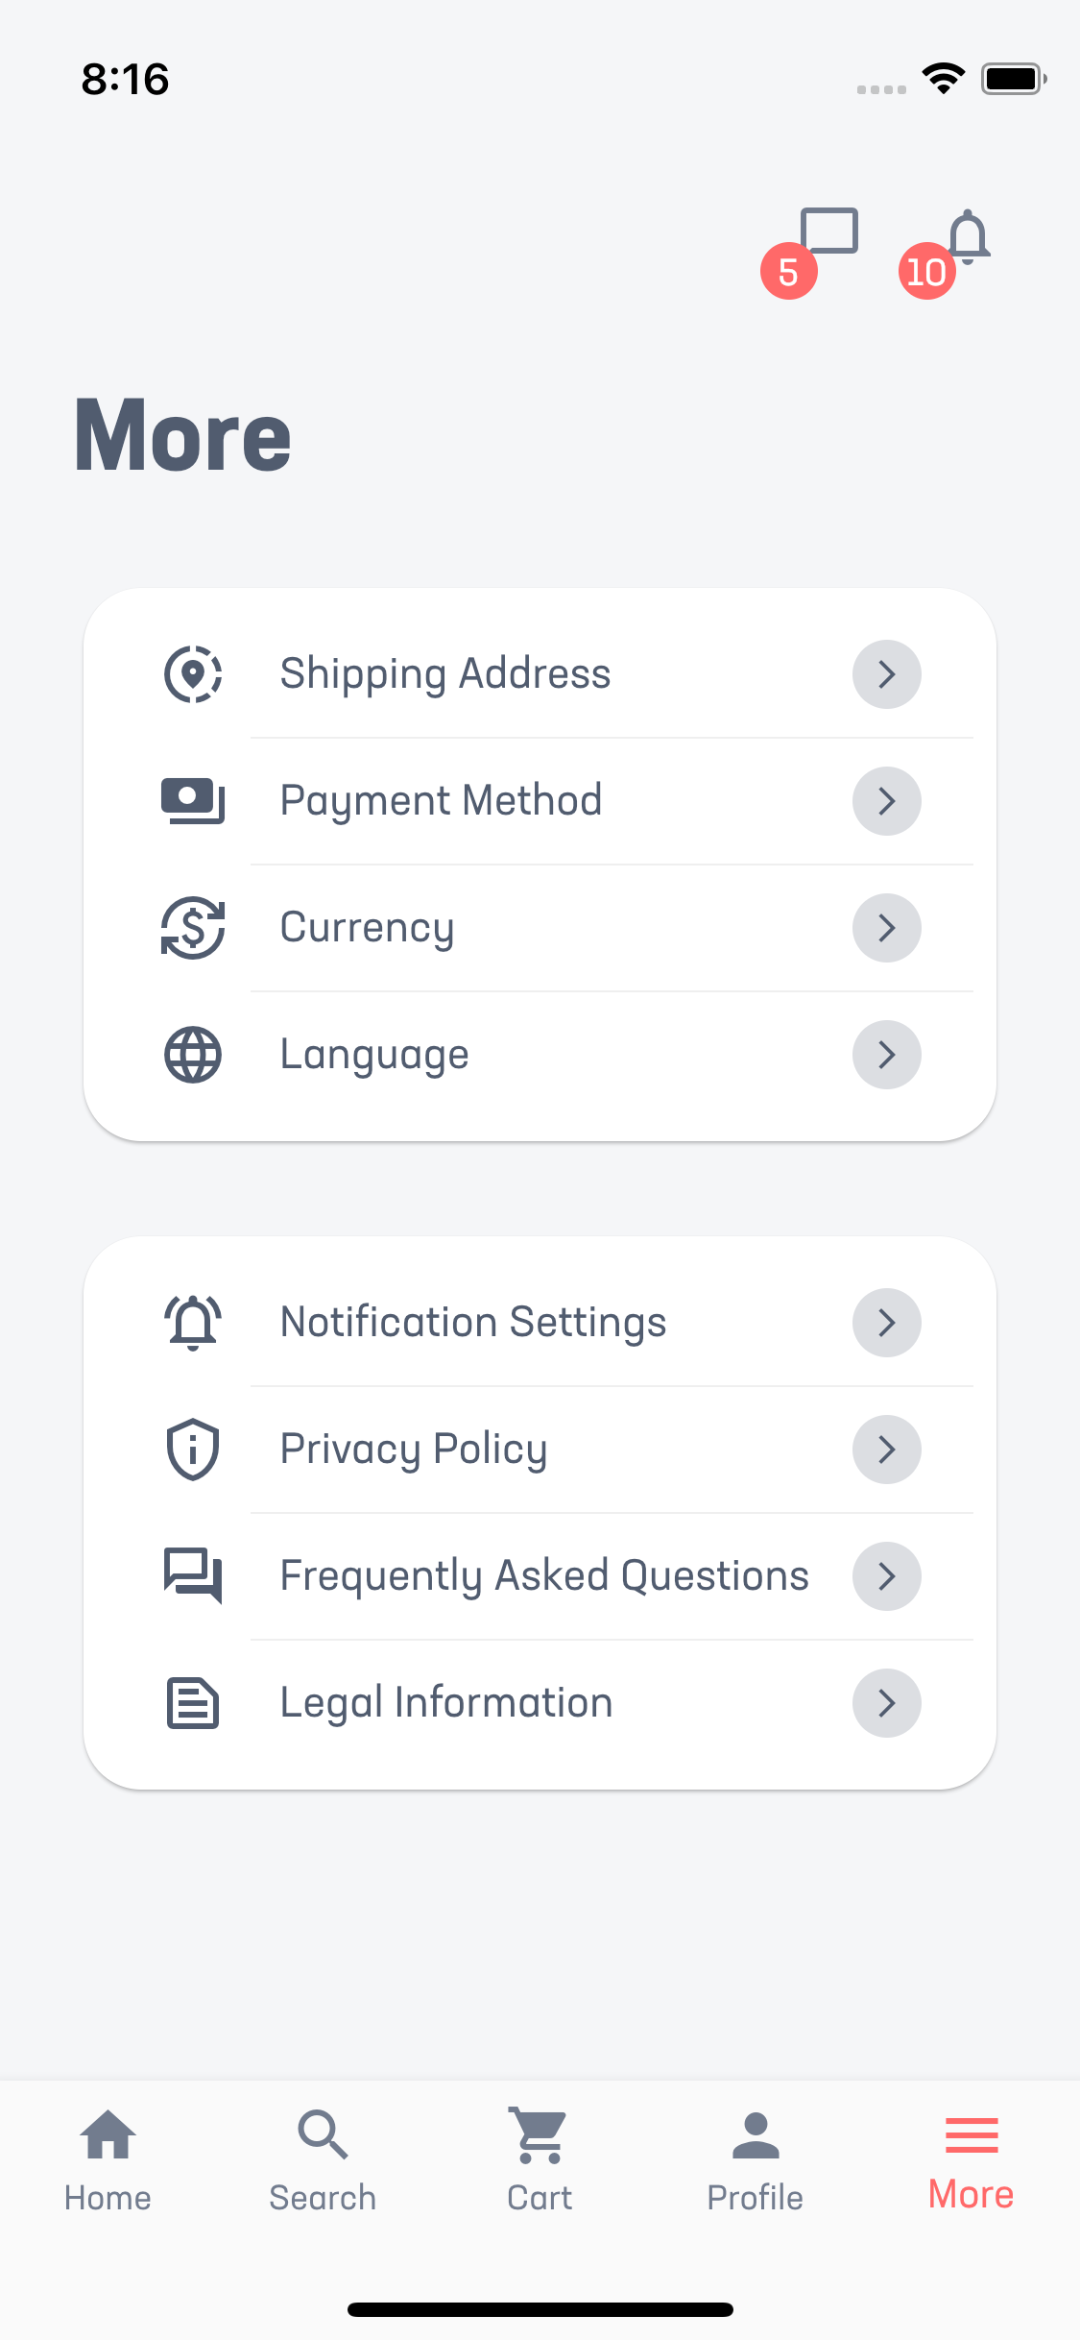 8:16
5
10
More
Shipping Address
Payment Method
Currency
Language
Notification Settings
Privacy Policy
Frequently Asked Questions
Legal Information
Home
Search
Cart
Profile
More